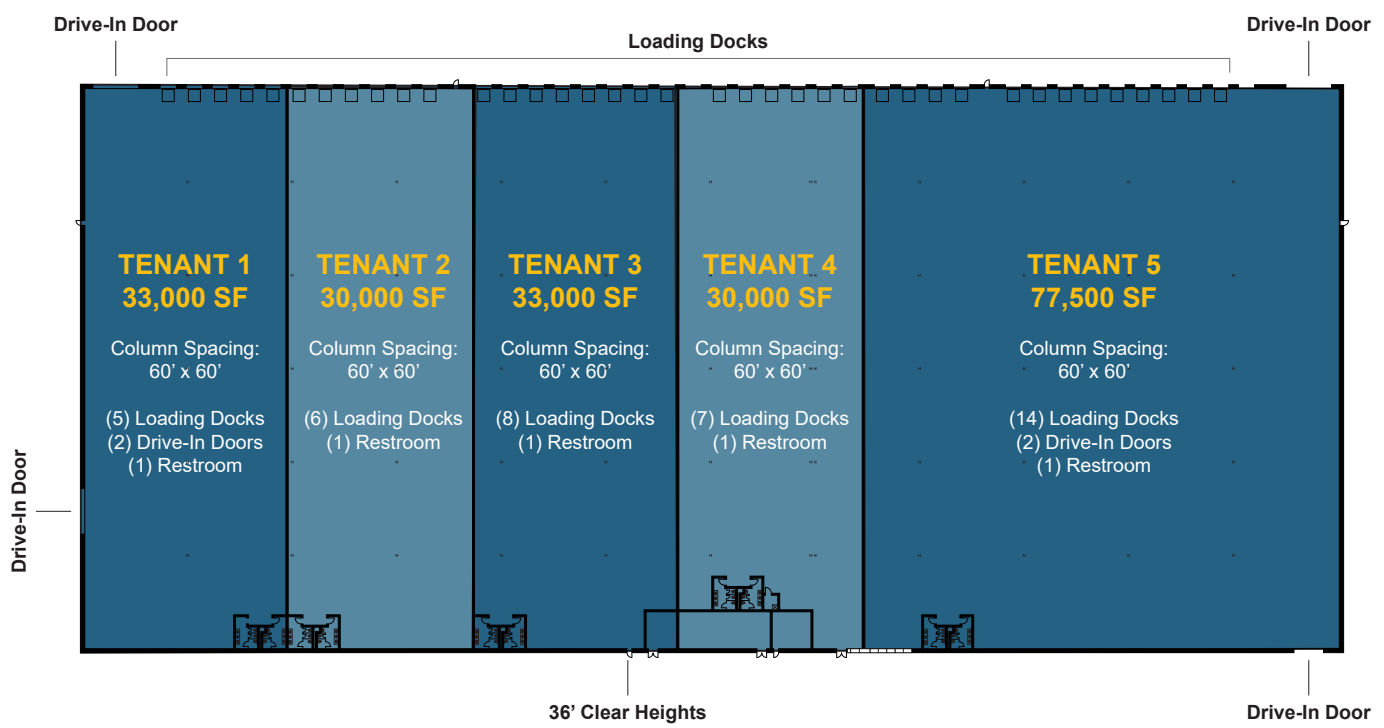 Drive-In Door
Loading Docks
Drive-In Door
TENANT 1
33,000 SF
Column Spacing:
60’ x 60’
(5) Loading Docks
(2) Drive-In Doors
(1) Restroom
TENANT 2
30,000 SF
Column Spacing:
60’ x 60’
(6) Loading Docks
(1) Restroom
TENANT 3
33,000 SF
Column Spacing:
60’ x 60’
(8) Loading Docks
(1) Restroom
TENANT 4
30,000 SF
Column Spacing:
60’ x 60’
(7) Loading Docks
(1) Restroom
TENANT 5
77,500 SF
Column Spacing:
60’ x 60’
(14) Loading Docks
(2) Drive-In Doors
(1) Restroom
Drive-In Door
36’ Clear Heights
Drive-In Door